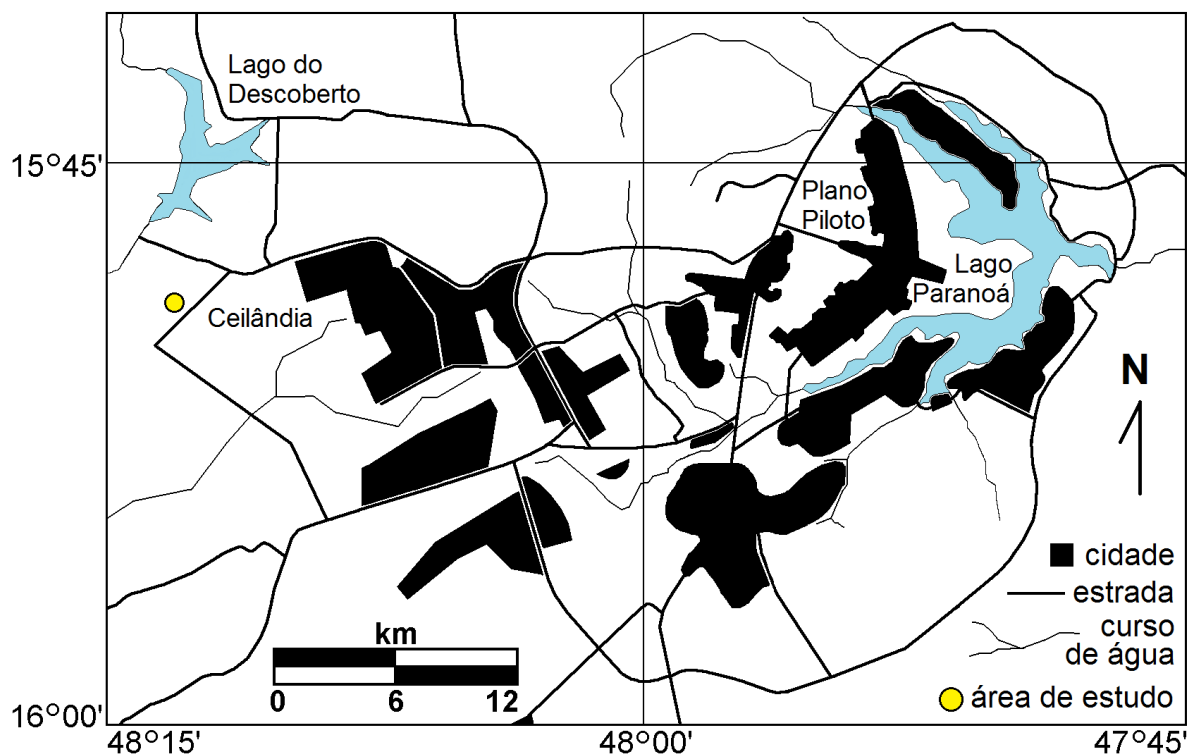 Lago do
Descoberto
15°45'
Plano
Piloto
Lago
Paranoá
Ceilândia
N
cidade
estrada
curso
de água
área de estudo
km
0 6 12
16°00'
48°15' 48°00' 47°45'